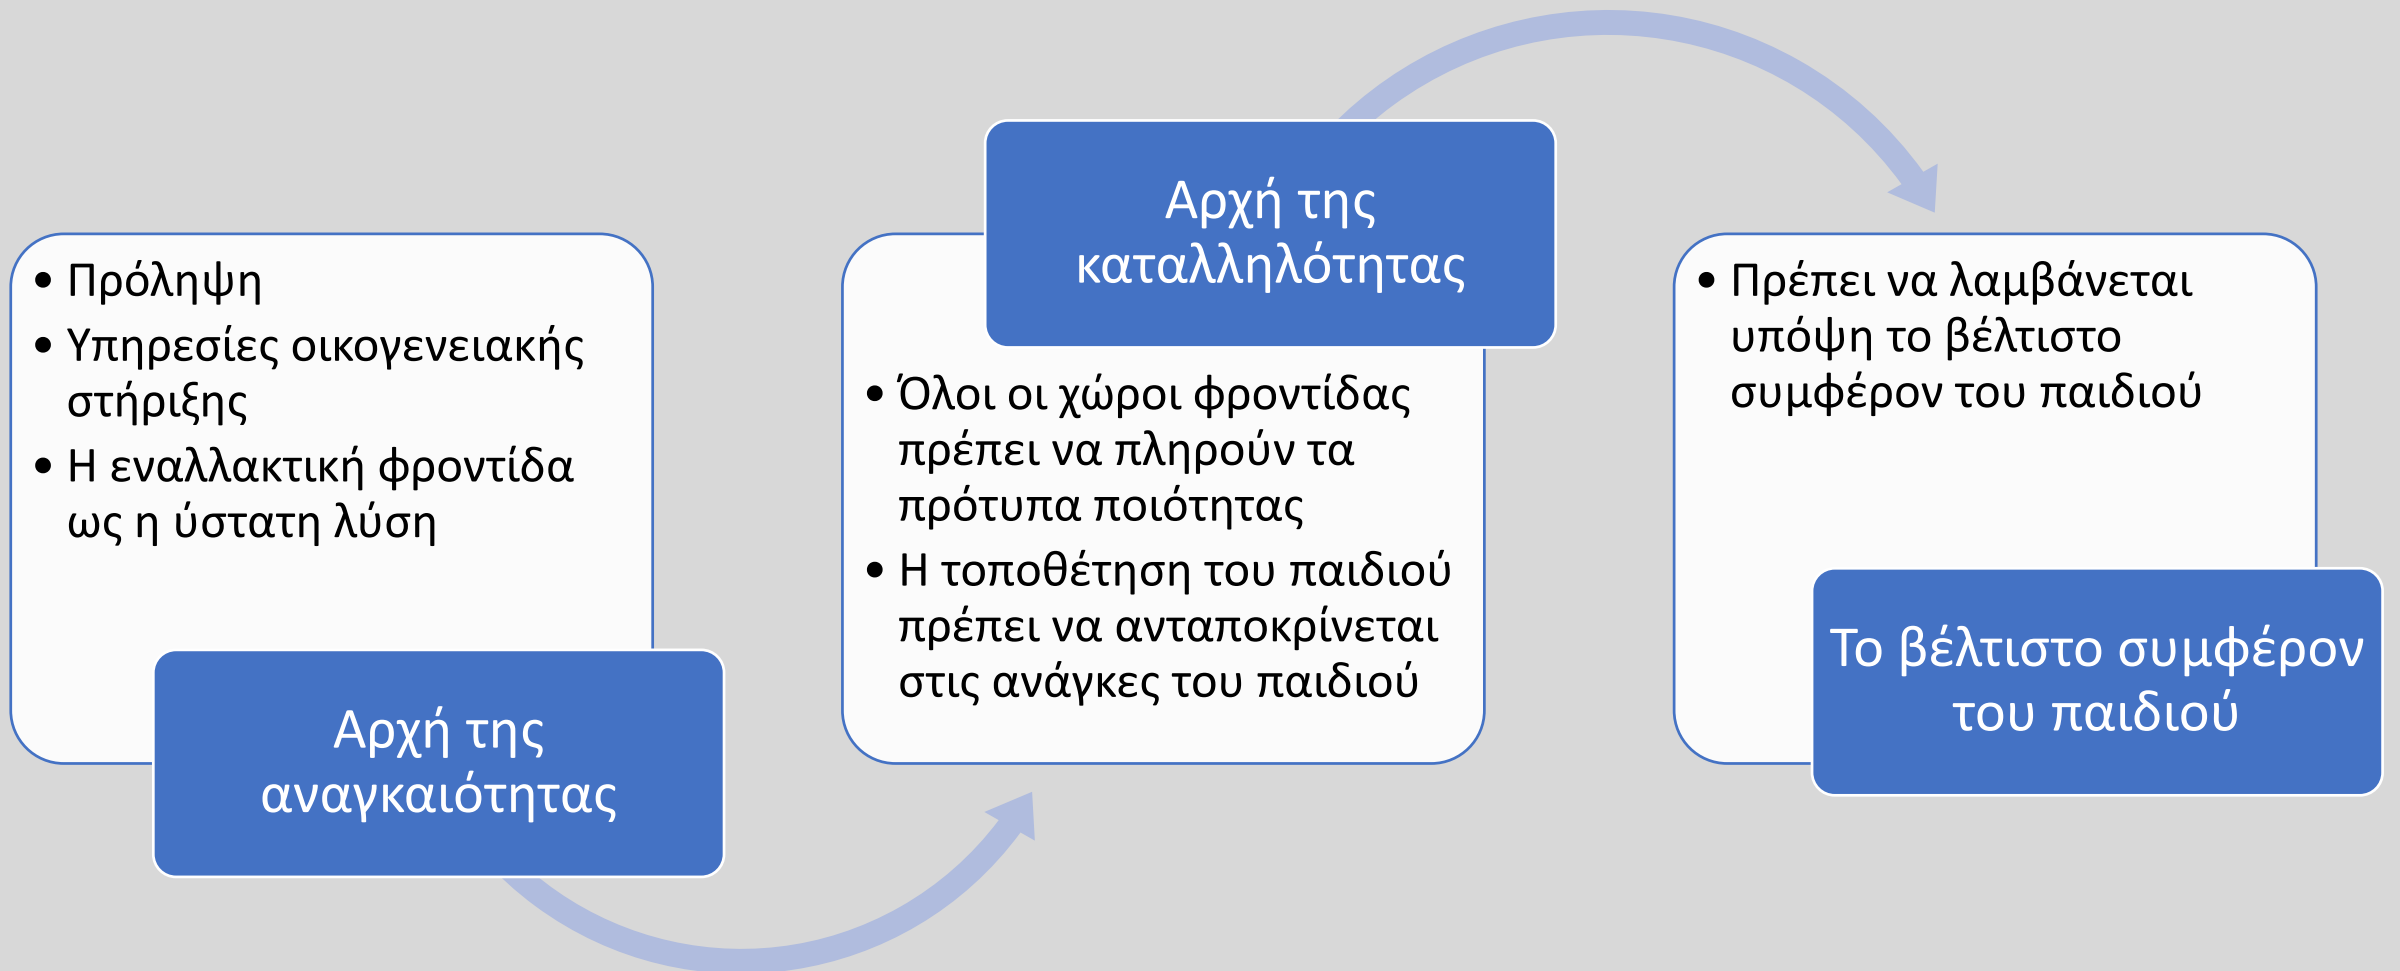 • Πρόληψη
• Υπηρεσίες οικογενειακής
στήριξης
• Η εναλλακτική φροντίδα
ως η ύστατη λύση
Αρχή της
αναγκαιότητας
Αρχή της
καταλληλότητας
• Όλοι οι χώροι φροντίδας
πρέπει να πληρούν τα
πρότυπα ποιότητας
• Η τοποθέτηση του παιδιού
πρέπει να ανταποκρίνεται
στις ανάγκες του παιδιού
• Πρέπει να λαμβάνεται
υπόψη το βέλτιστο
συμφέρον του παιδιού
Το βέλτιστο συμφέρον
του παιδιού